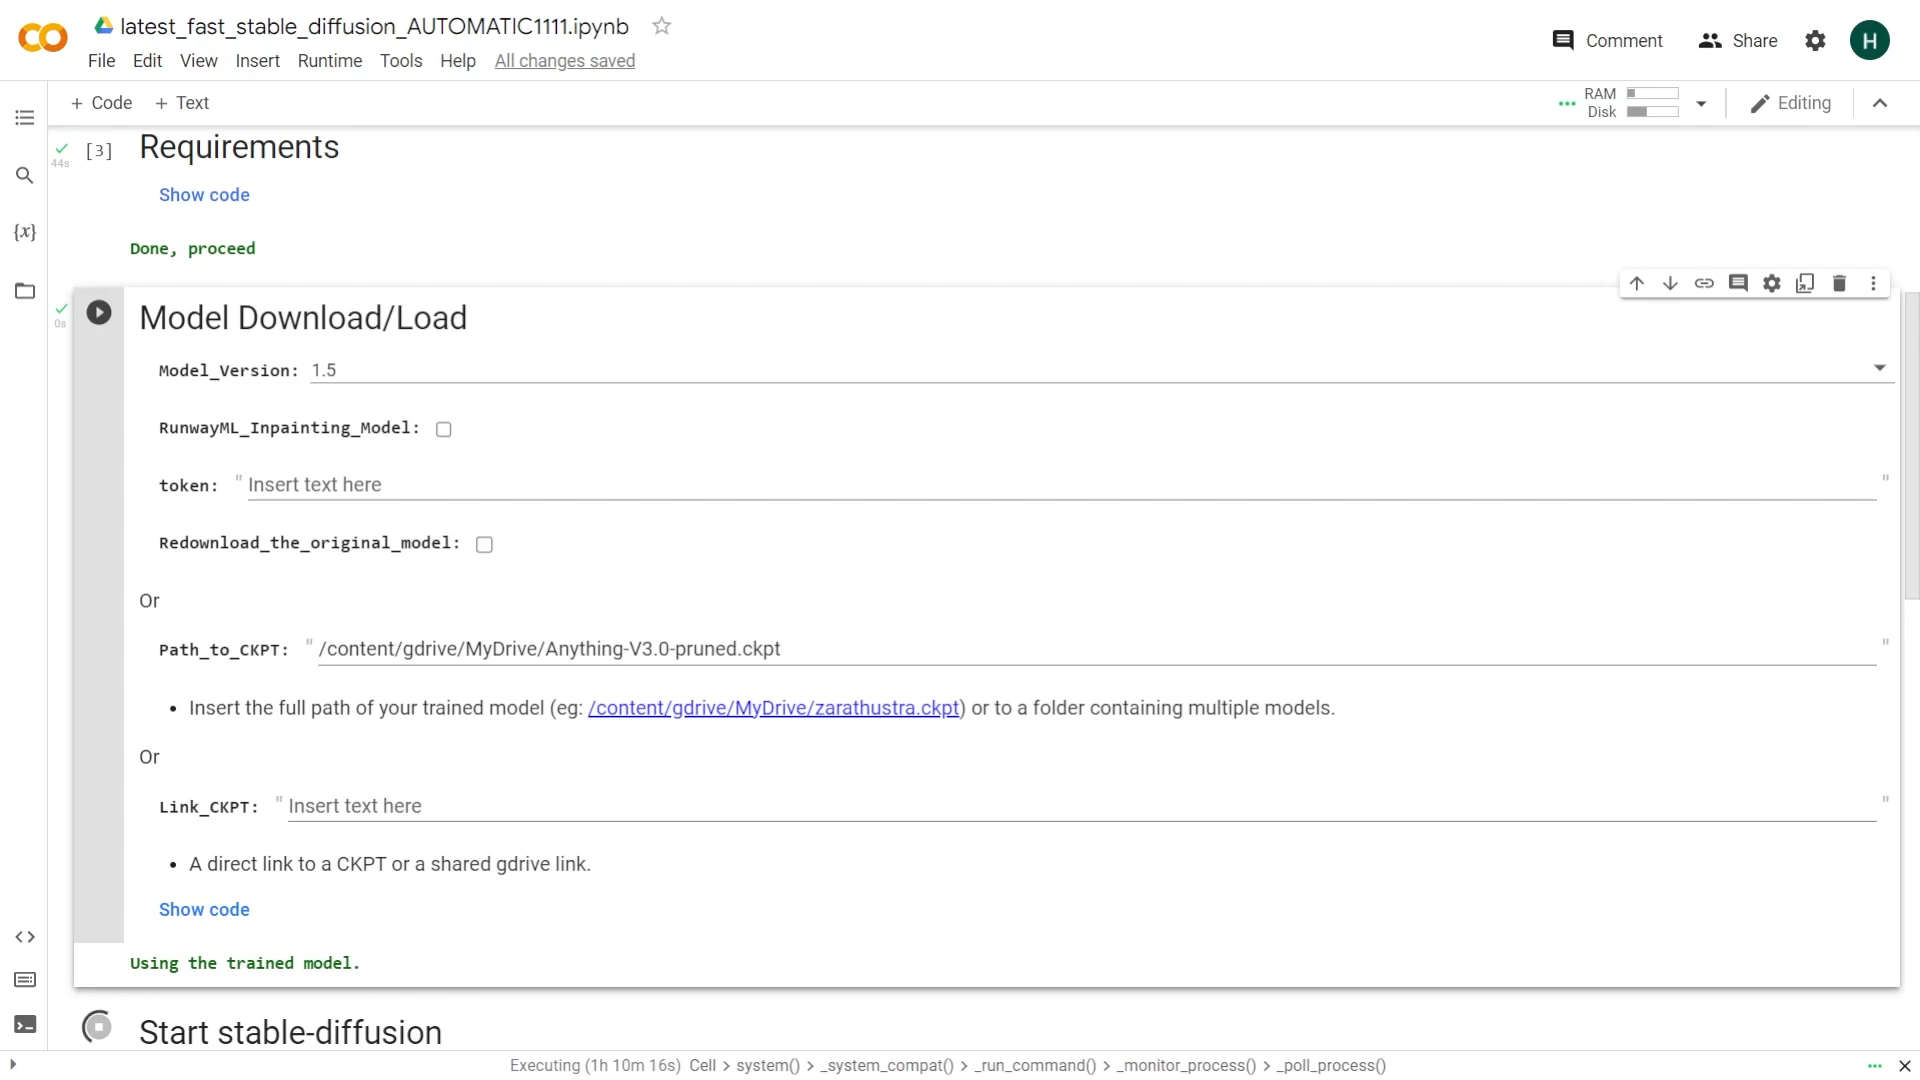 latest_fast_stable_diffusion_AUTOMATIC1111.ipynb
File Edit View Insert Runtime Tools Help All changes saved
Comment Share H
+ Code + Text
RAM
Disk
Editing
[3] Requirements
44s
Show code
Done, proceed
Model Download/Load
0s
Model_Version: 1.5
RunwayML_Inpainting_Model:
token: " Insert text here "
Redownload_the_original_model:
Or
Path_to_CKPT: " /content/gdrive/MyDrive/Anything-V3.0-pruned.ckpt "
• Insert the full path of your trained model (eg: /content/gdrive/MyDrive/zarathustra.ckpt) or to a folder containing multiple models.
Or
Link_CKPT: " Insert text here "
• A direct link to a CKPT or a shared gdrive link.
Show code
Using the trained model.
Start stable-diffusion
Executing (1h 10m 16s) Cell > system() > _system_compat() > _run_command() > _monitor_process() > _poll_process()